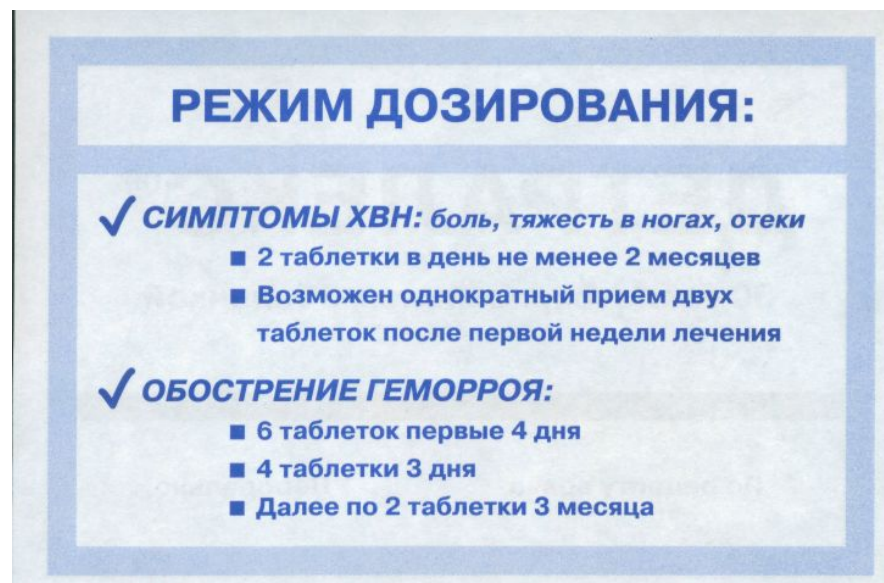 РЕЖИМ ДОЗИРОВАНИЯ:
✓ СИМПТОМЫ ХВН: боль, тяжесть в ногах, отеки
■ 2 таблетки в день не менее 2 месяцев
■ Возможен однократный прием двух
таблеток после первой недели лечения
✓ ОБОСТРЕНИЕ ГЕМОРРОЯ:
■ 6 таблеток первые 4 дня
■ 4 таблетки 3 дня
■ Далее по 2 таблетки 3 месяца